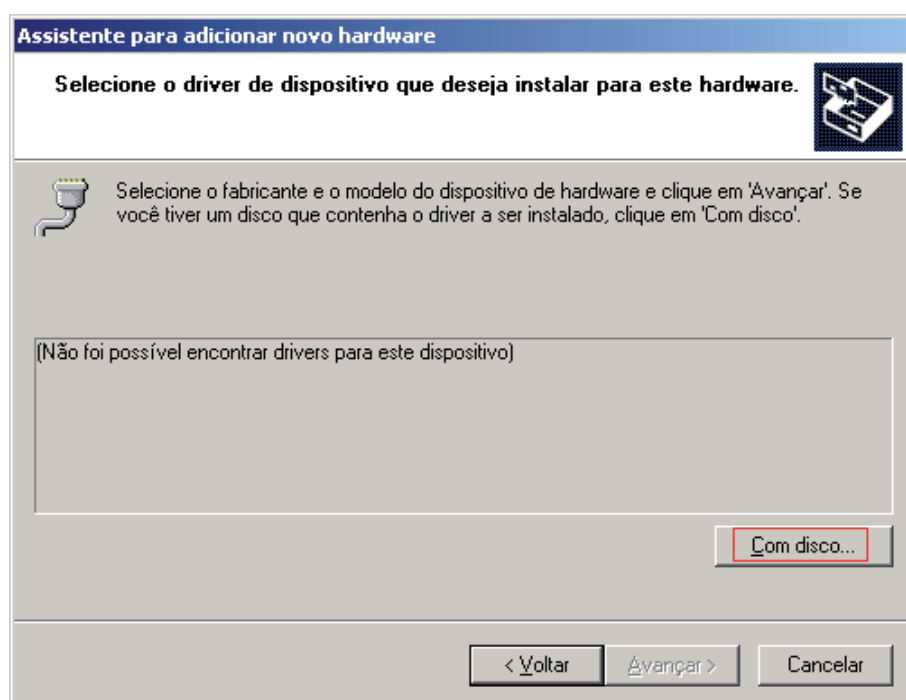 Assistente para adicionar novo hardware
Selecione o driver de dispositivo que deseja instalar para este hardware.
Selecione o fabricante e o modelo do dispositivo de hardware e clique em 'Avançar'. Se
você tiver um disco que contenha o driver a ser instalado, clique em 'Com disco'.
(Não foi possível encontrar drivers para este dispositivo)
Com disco...
< Voltar
Avançar >
Cancelar